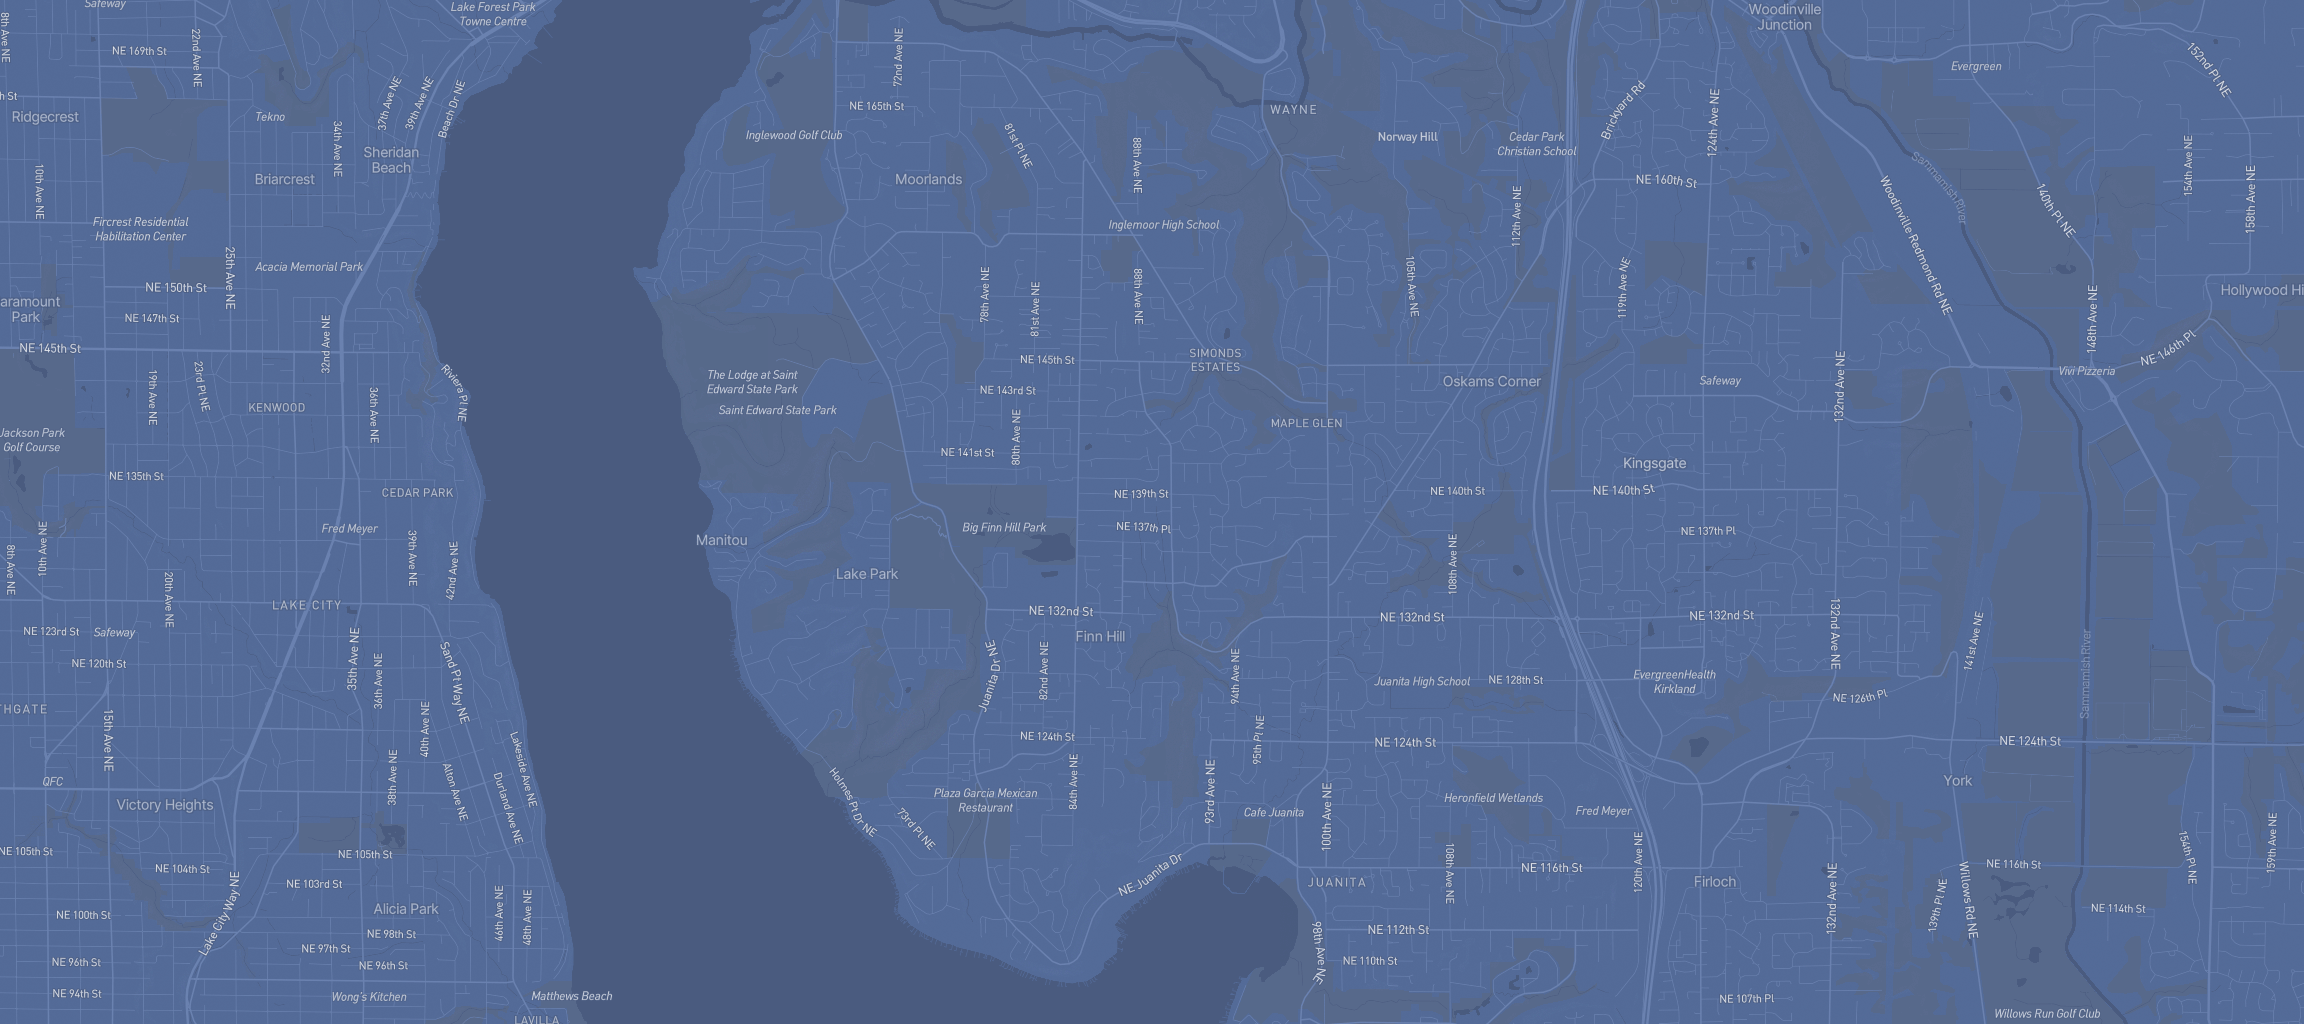 Safeway
Lake Forest Park
Towne Centre
Woodinville
Junction
8th Ave NE
NE 169th St
22nd Ave NE
72nd Ave NE
Evergreen
152nd Pl NE
h St
Ridgecrest
Tekno
37th Ave NE
39th Ave NE
Beach Dr NE
NE 165th St
WAYNE
Brickyard Rd
124th Ave NE
34th Ave NE
Sheridan
Beach
Inglewood Golf Club
81st Pl NE
88th Ave NE
Norway Hill
Cedar Park
Christian School
154th Ave NE
10th Ave NE
Briarcrest
Moorlands
NE 160th St
Sammamish River
Woodinville Redmond Rd NE
140th Pl NE
158th Ave NE
Fircrest Residential
Habilitation Center
Inglemoor High School
112th Ave NE
25th Ave NE
Acacia Memorial Park
NE 150th St
78th Ave NE
81st Ave NE
88th Ave NE
105th Ave NE
119th Ave NE
148th Ave NE
Hollywood Hi
aramount
Park
NE 147th St
32nd Ave NE
NE 145th St
NE 145th St
SIMONDS
ESTATES
NE 146th Pl
19th Ave NE
23rd Pl NE
36th Ave NE
Riviera Pl NE
The Lodge at Saint
Edward State Park
Saint Edward State Park
NE 143rd St
Oskams Corner
Safeway
132nd Ave NE
Vivi Pizzeria
KENWOOD
80th Ave NE
MAPLE GLEN
Jackson Park
Golf Course
NE 141st St
Kingsgate
NE 135th St
CEDAR PARK
NE 139th St
NE 140th St
NE 140th St
8th Ave NE
10th Ave NE
Fred Meyer
39th Ave NE
42nd Ave NE
Manitou
Big Finn Hill Park
NE 137th Pl
108th Ave NE
NE 137th Pl
20th Ave NE
Lake Park
LAKE CITY
NE 132nd St
NE 132nd St
NE 132nd St
132nd Ave NE
141st Ave NE
NE 123rd St
Safeway
35th Ave NE
36th Ave NE
Sand Pt Way NE
Juanita Dr NE
82nd Ave NE
Finn Hill
94th Ave NE
Sammamish River
NE 120th St
Juanita High School
NE 128th St
EvergreenHealth
Kirkland
NE 126th Pl
THGATE
15th Ave NE
40th Ave NE
Lakeside Ave NE
NE 124th St
95th Pl NE
NE 124th St
NE 124th St
QFC
38th Ave NE
Alton Ave NE
Durland Ave NE
Holmes Pt Dr NE
84th Ave NE
93rd Ave NE
York
Victory Heights
73rd Pl NE
Plaza Garcia Mexican
Restaurant
Cafe Juanita
100th Ave NE
Heronfield Wetlands
Fred Meyer
120th Ave NE
154th Pl NE
159th Ave NE
NE 105th St
NE 104th St
NE 105th St
NE Juanita Dr
108th Ave NE
NE 116th St
NE 116th St
NE 103rd St
JUANITA
Firloch
132nd Ave NE
139th Pl NE
Willows Rd NE
Lake City Way NE
NE 100th St
Alicia Park
46th Ave NE
48th Ave NE
NE 114th St
NE 98th St
NE 97th St
98th Ave NE
NE 112th St
NE 96th St
NE 96th St
NE 110th St
NE 94th St
Wong's Kitchen
Matthews Beach
NE 107th Pl
LAVILLA
Willows Run Golf Club